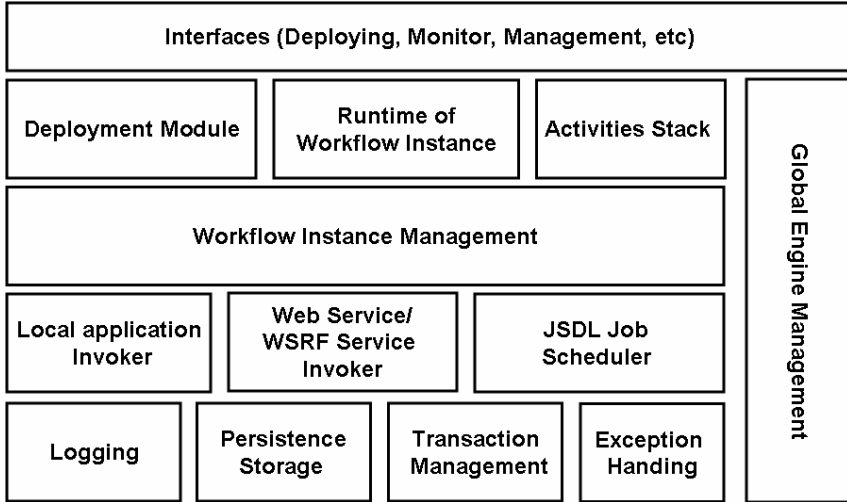 Interfaces (Deploying, Monitor, Management, etc)
Deployment Module
Runtime of
Workflow Instance
Activities Stack
Global Engine Management
Workflow Instance Management
Local application
Invoker
Web Service/
WSRF Service
Invoker
JSDL Job
Scheduler
Logging
Persistence
Storage
Transaction
Management
Exception
Handing